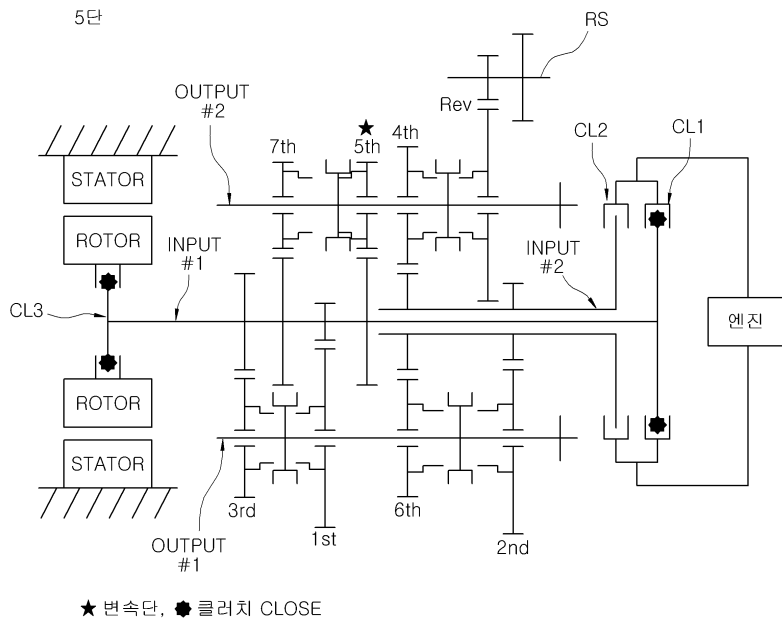 5단
RS
OUTPUT
#2
Rev
CL2
CL1
7th
★
5th
4th
STATOR
ROTOR
INPUT
#1
INPUT
#2
CL3
엔진
ROTOR
STATOR
3rd
1st
6th
2nd
OUTPUT
#1
★ 변속단, 클러치 CLOSE